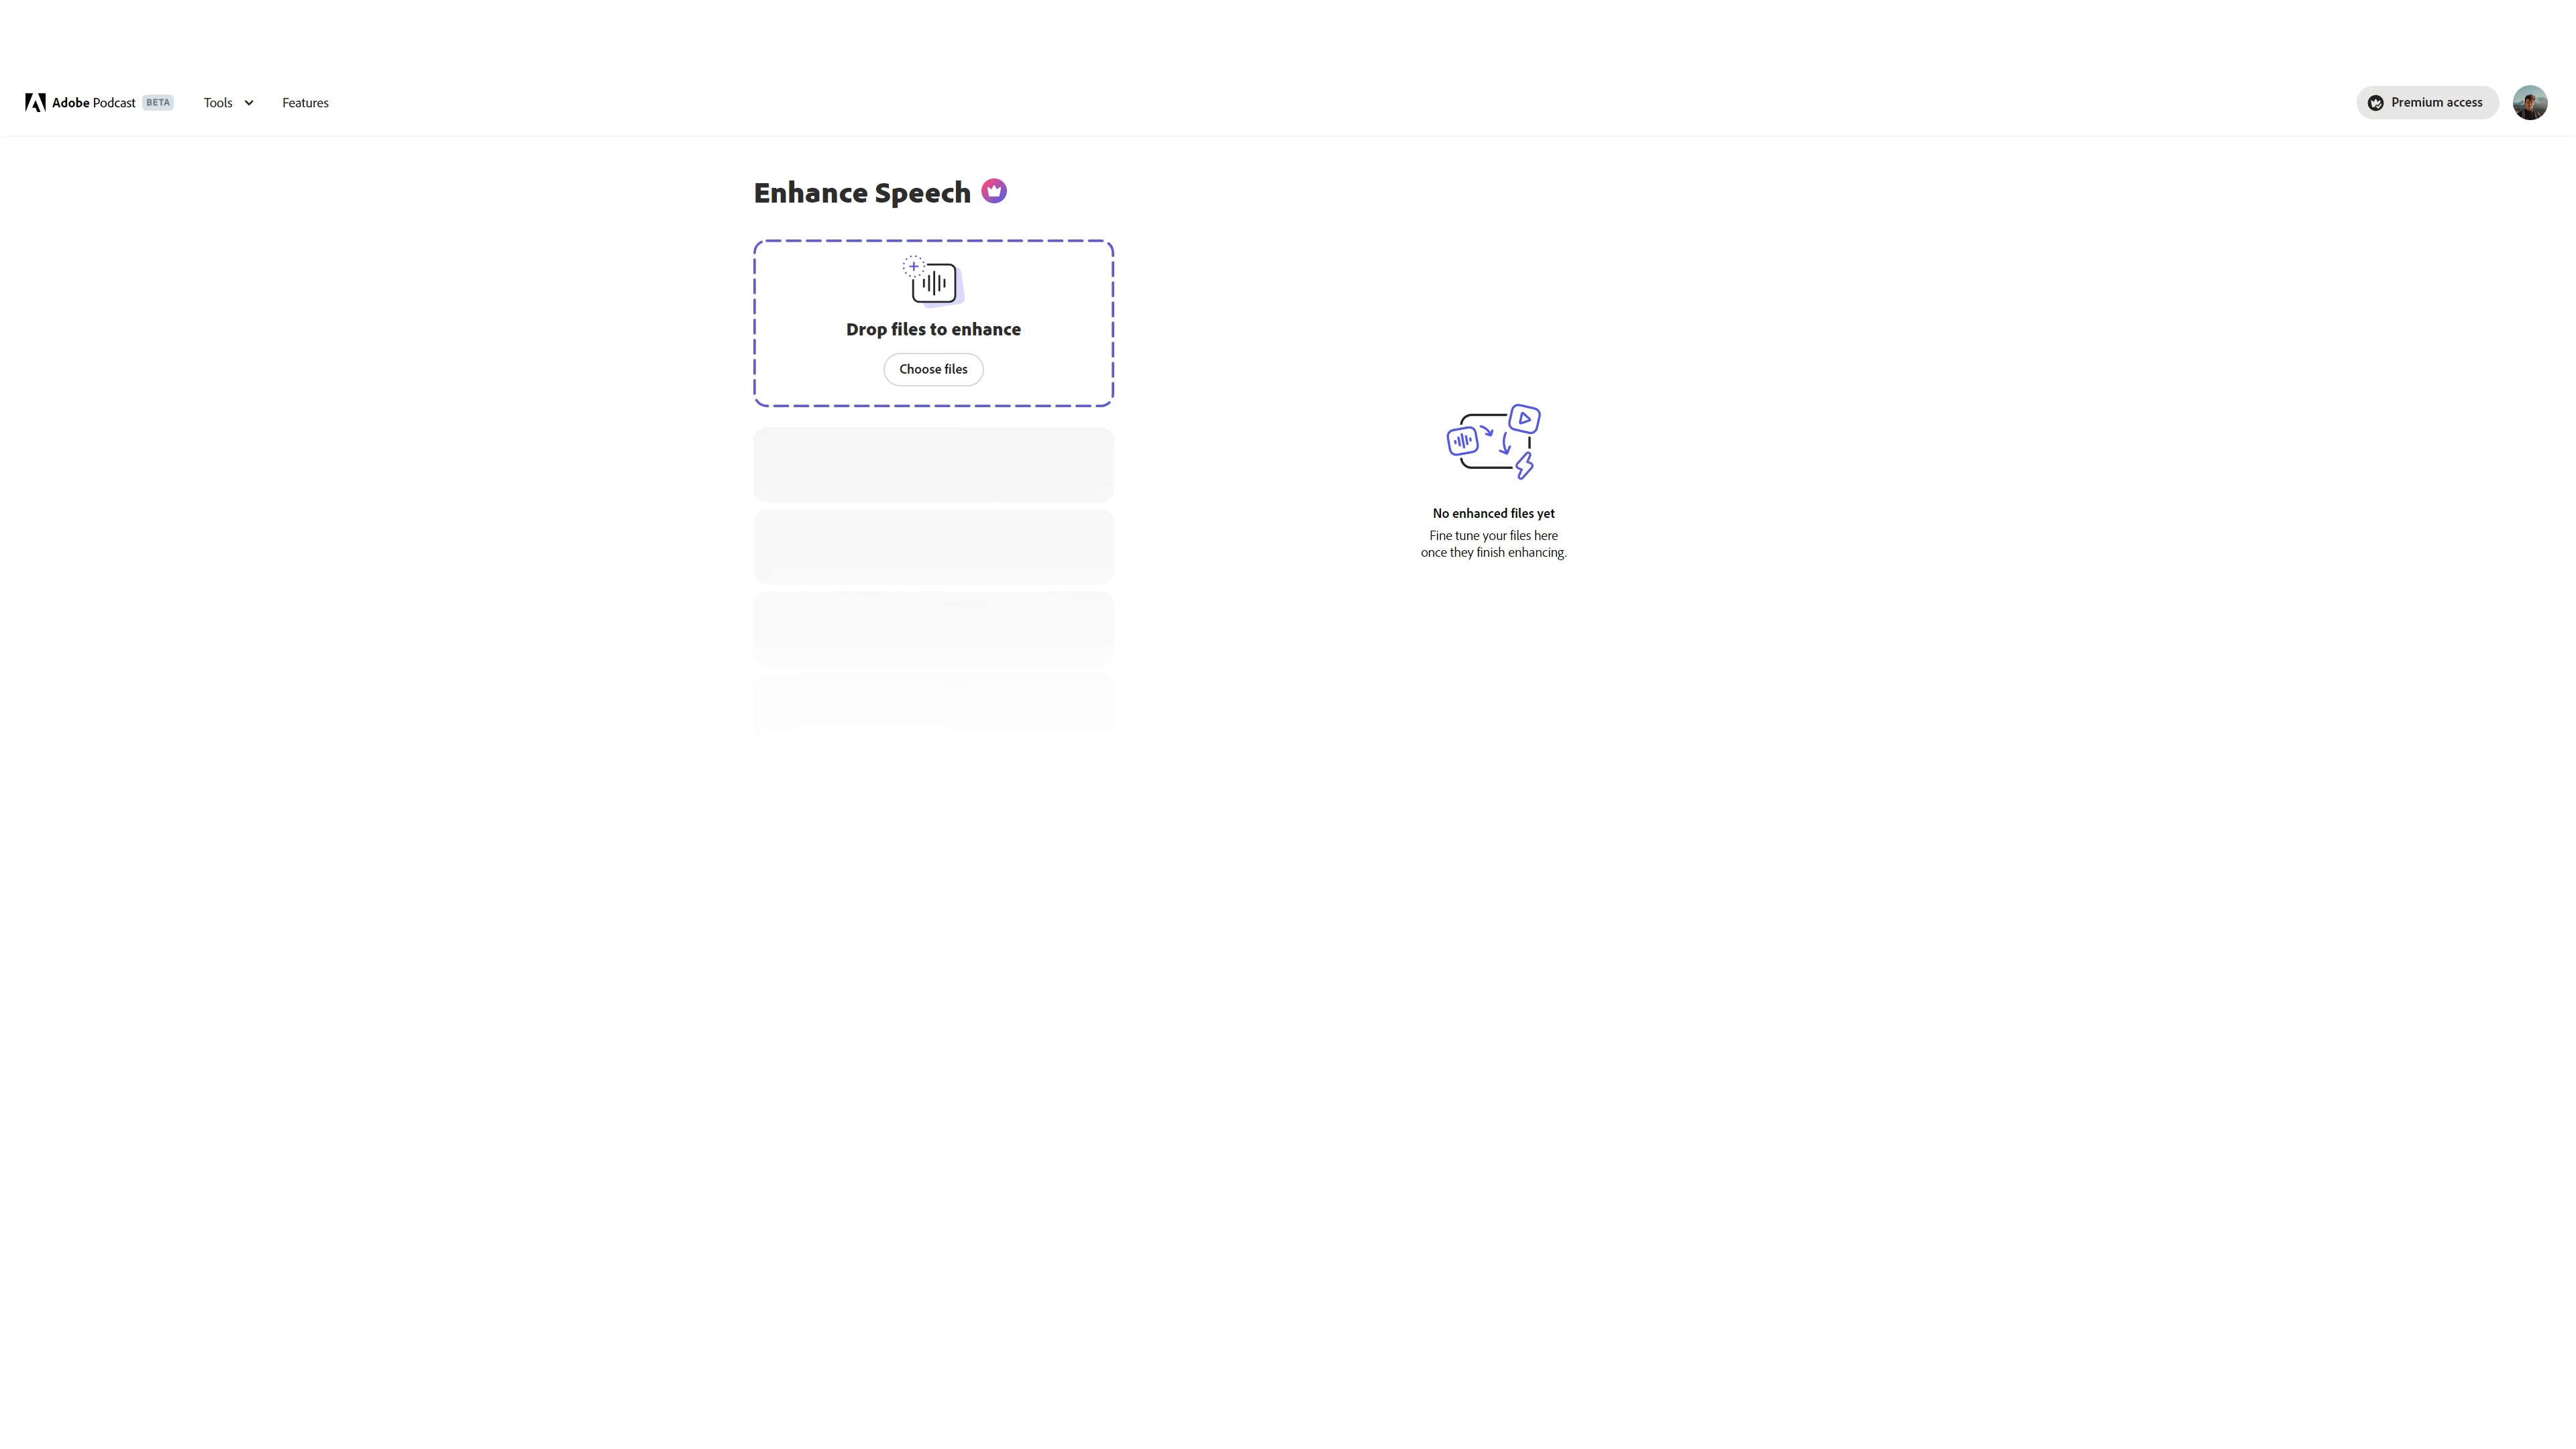 Adobe Podcast BETA
Tools
Features
Premium access
Enhance Speech
Drop files to enhance
Choose files
No enhanced files yet
Fine tune your files here
once they finish enhancing.